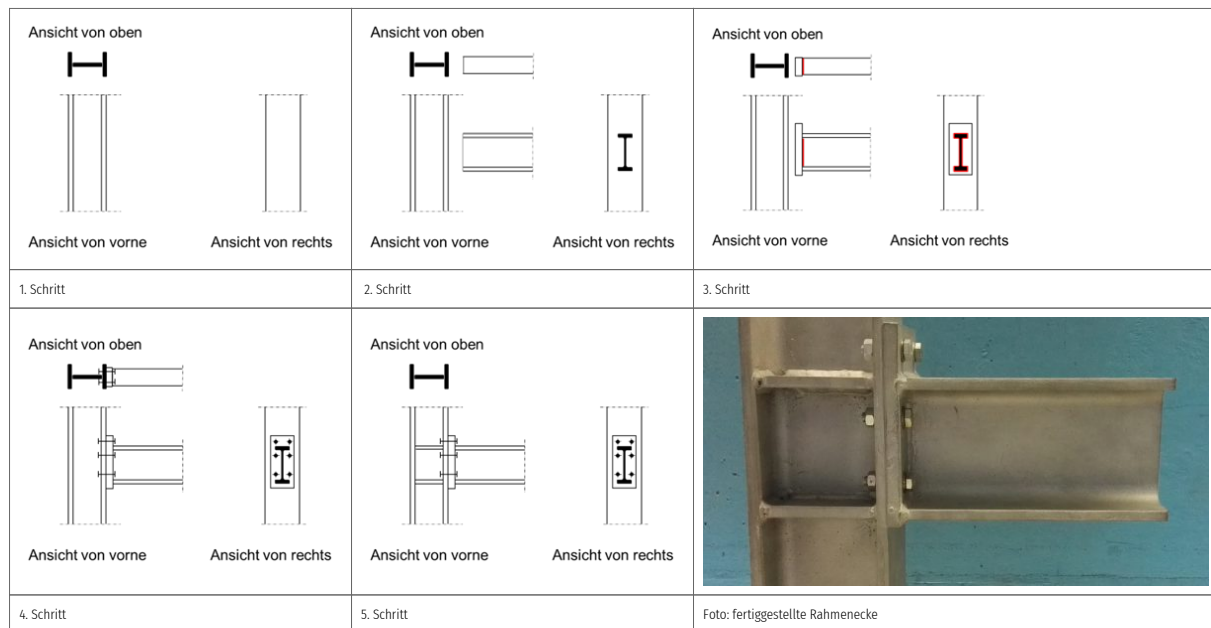 Ansicht von oben
Ansicht von vorne
Ansicht von rechts
1. Schritt
Ansicht von oben
Ansicht von vorne
Ansicht von rechts
2. Schritt
Ansicht von oben
Ansicht von vorne
Ansicht von rechts
3. Schritt
Ansicht von oben
Ansicht von vorne
Ansicht von rechts
4. Schritt
Ansicht von oben
Ansicht von vorne
Ansicht von rechts
5. Schritt
Foto: fertiggestellte Rahmenecke